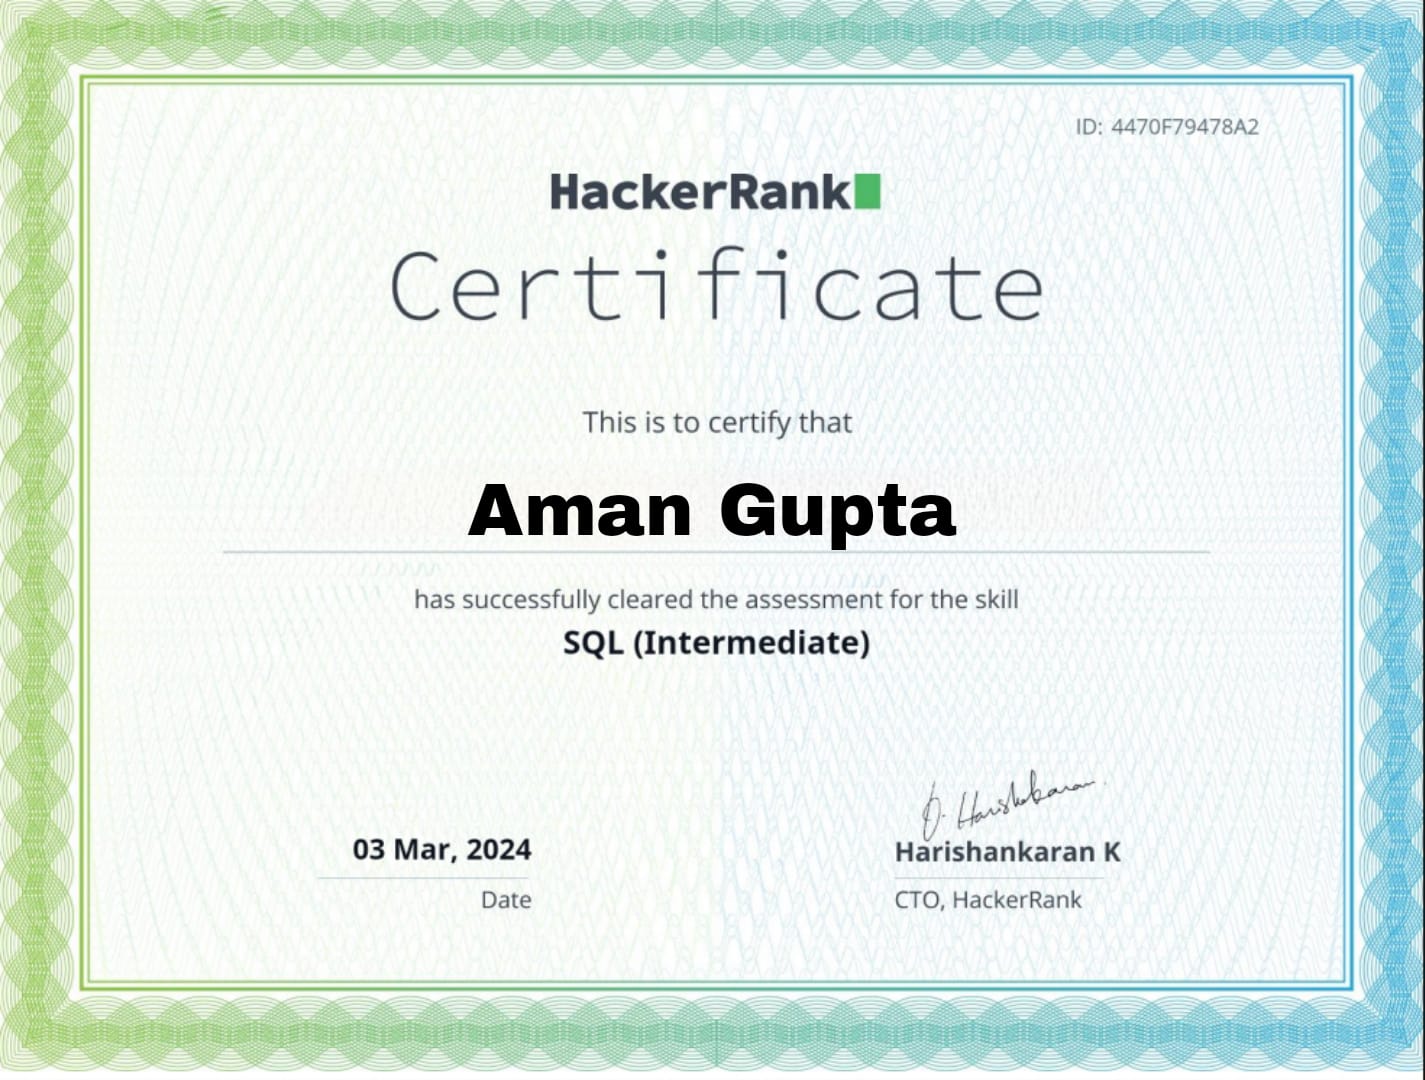 ID: 4470F79478A2
HackerRank
Certificate
This is to certify that
Aman Gupta
has successfully cleared the assessment for the skill
SQL (Intermediate)
03 Mar, 2024
Date
Harishankaran K
CTO, HackerRank